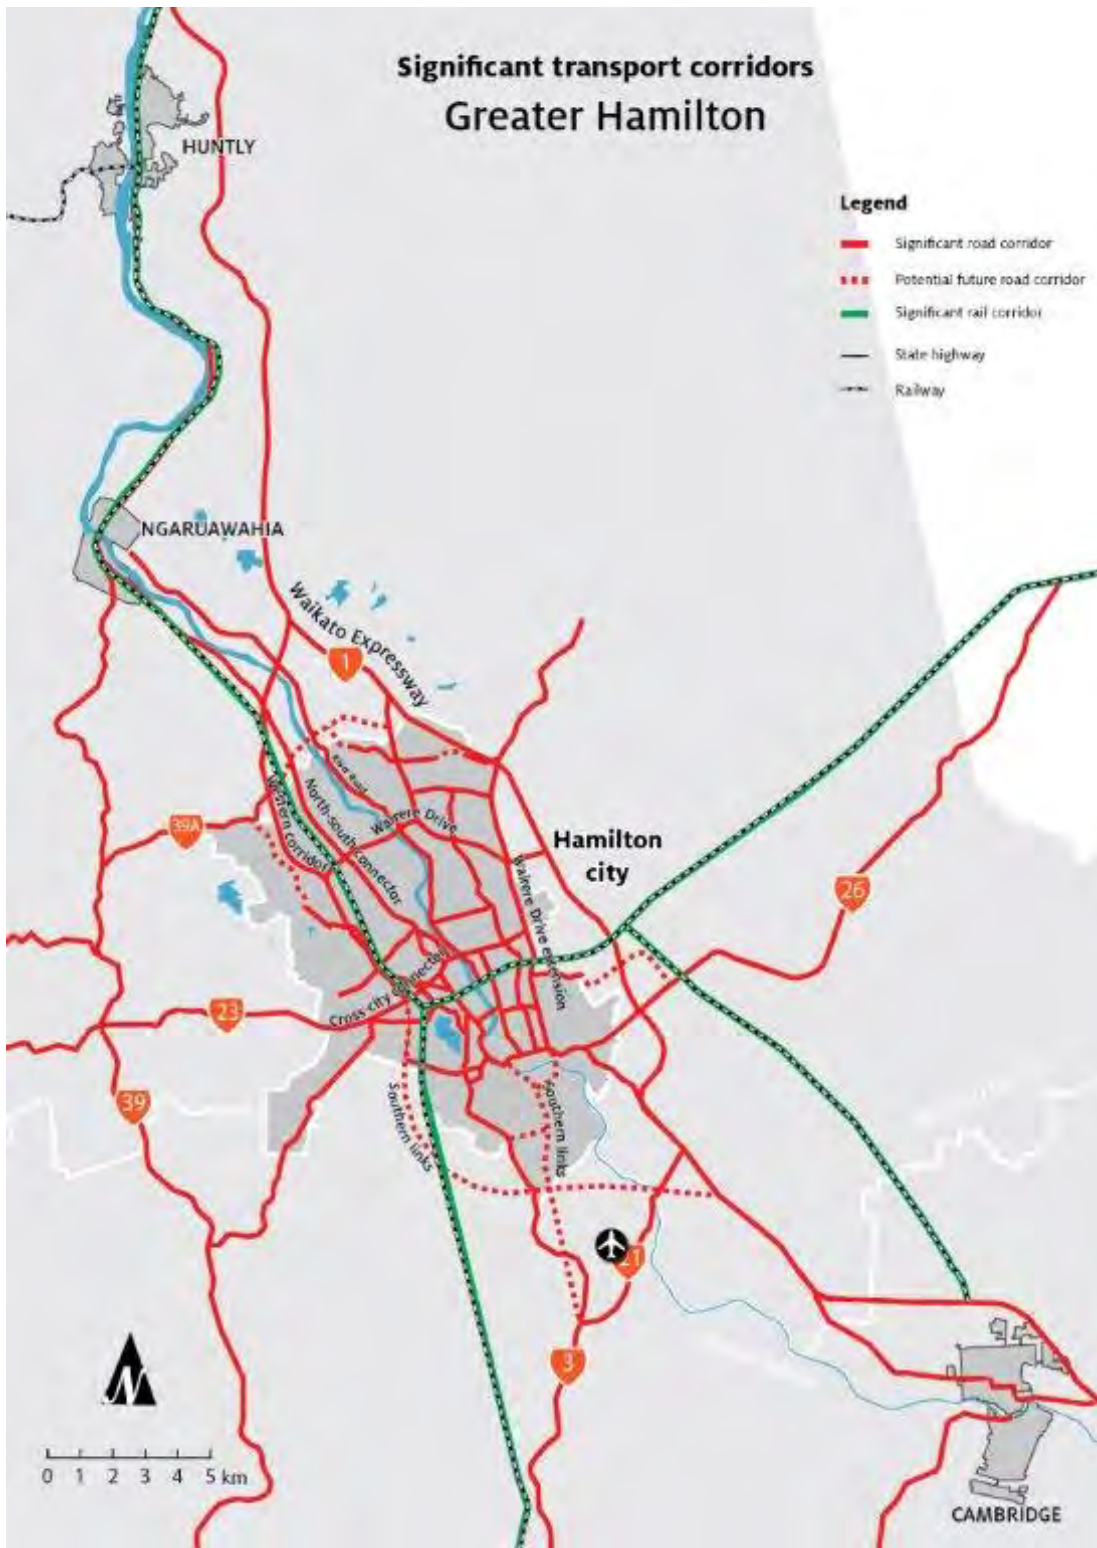 Significant transport corridors
Greater Hamilton
HUNTLY
Legend
Significant road corridor
Potential future road corridor
Significant rail corridor
State highway
Railway
NGARUAWAHIA
Waikato Expressway
1
River Road
Western corridor
North-south connector
Wairere Drive
39A
Hamilton
city
Wairere Drive extension
26
Cross-city connector
23
39
Southern links
Southern links
21
3
N
0 1 2 3 4 5 km
CAMBRIDGE